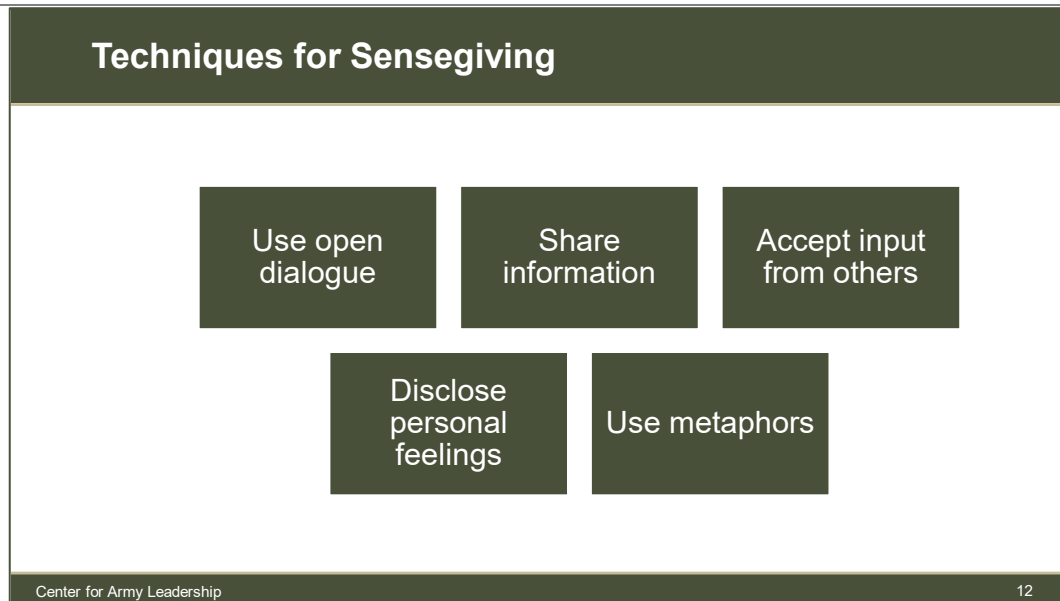 Techniques for Sensegiving
Use open
dialogue
Share
information
Accept input
from others
Disclose
personal
feelings
Use metaphors
Center for Army Leadership
12